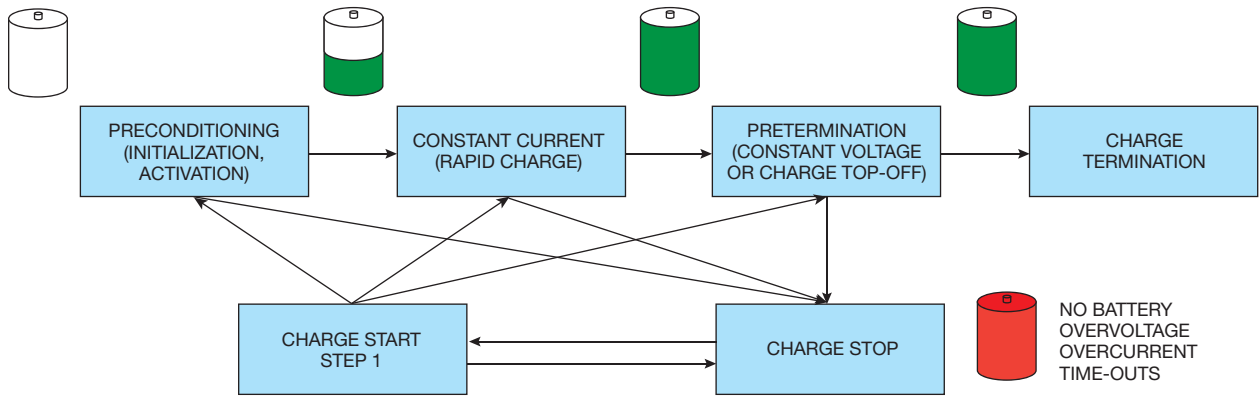 PRECONDITIONING
(INITIALIZATION,
ACTIVATION)
CONSTANT CURRENT
(RAPID CHARGE)
PRETERMINATION
(CONSTANT VOLTAGE
OR CHARGE TOP-OFF)
CHARGE
TERMINATION
CHARGE START
STEP 1
CHARGE STOP
NO BATTERY
OVERVOLTAGE
OVERCURRENT
TIME-OUTS